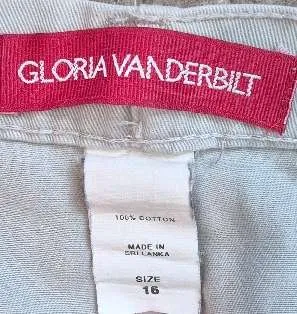 GLORIA VANDERBILT
100% COTTON
MADE IN
SRI LANKA
SIZE
16